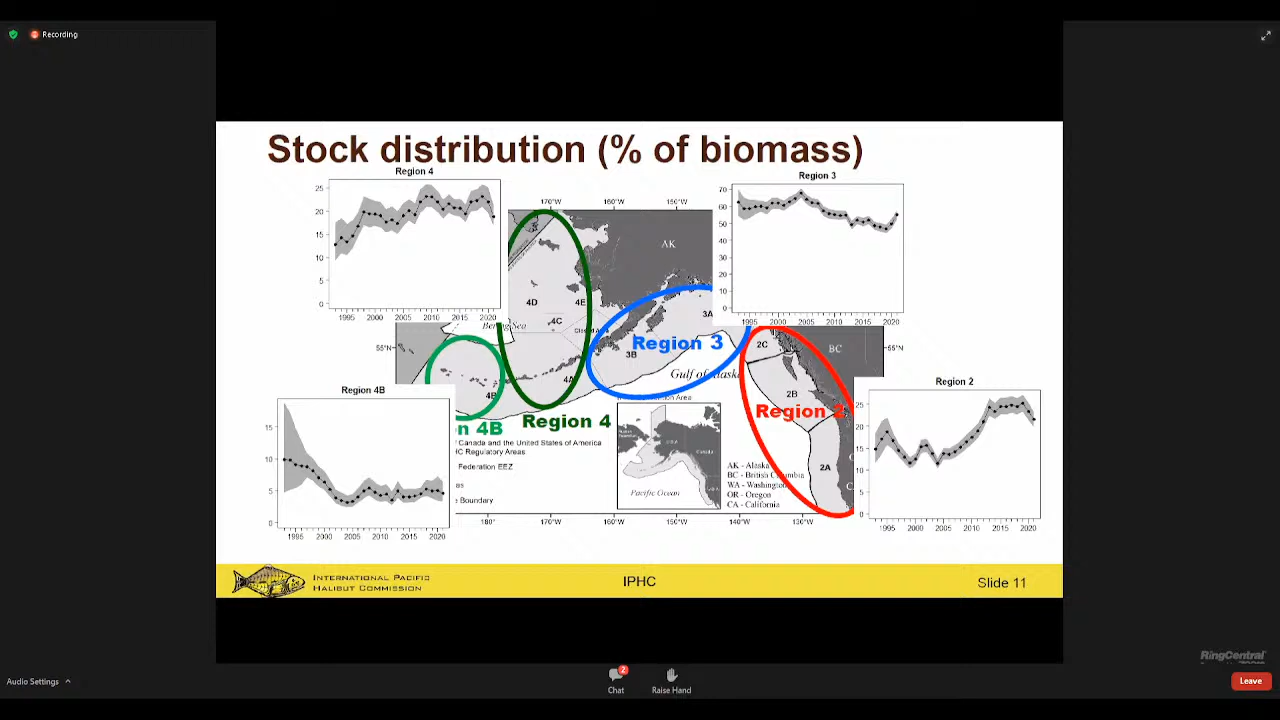 Recording
Stock distribution (% of biomass)
Region 4
25
20
15
10
5
0
1995 2000 2005 2010 2015 2020
Region 3
70
60
50
40
30
20
10
0
1995 2000 2005 2010 2015 2020
170°W 160°W 150°W
AK
4D
4E
4C
Bering Sea
3A
3B
Region 3
Gulf of Alaska
2C
BC
55°N
55°N
4A
4B
2B
Region 2
2A
Region 4
n 4B
Region 4B
15
10
5
0
1995 2000 2005 2010 2015 2020
Region 2
25
20
15
10
5
0
1995 2000 2005 2010 2015 2020
Canada and the United States of America
HC Regulatory Areas
Federation EEZ
as
e Boundary
Canada
Pacific Ocean
AK - Alaska
BC - British Columbia
WA - Washington
OR - Oregon
CA - California
180° 170°W 160°W 150°W 140°W 130°W
INTERNATIONAL PACIFIC
HALIBUT COMMISSION
IPHC
Slide 11
RingCentral
Audio Settings
2
Chat
Raise Hand
Leave